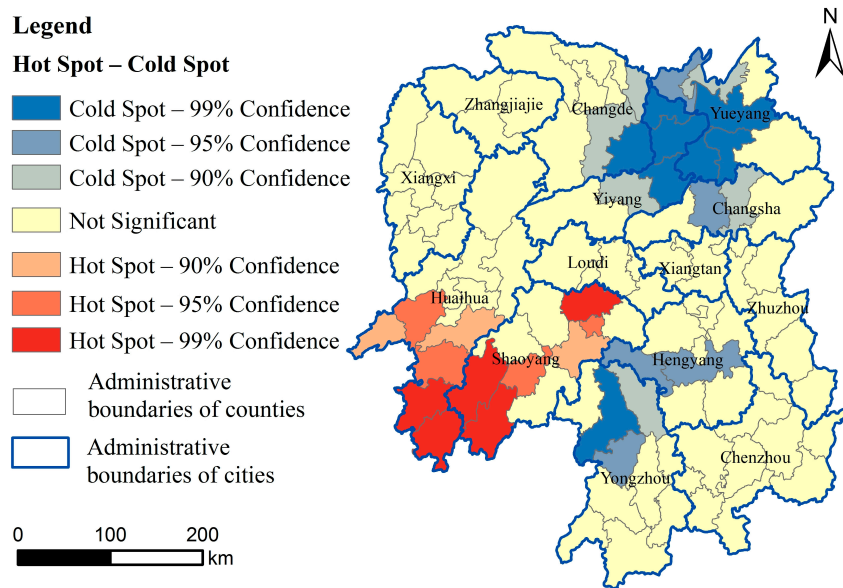 Legend
Hot Spot – Cold Spot
Cold Spot – 99% Confidence
Cold Spot – 95% Confidence
Cold Spot – 90% Confidence
Not Significant
Hot Spot – 90% Confidence
Hot Spot – 95% Confidence
Hot Spot – 99% Confidence
Administrative
boundaries of counties
Administrative
boundaries of cities
0 100 200
km
N
Zhangjiajie
Changde
Yueyang
Xiangxi
Yiyang
Changsha
Loudi
Xiangtan
Huaihua
Zhuzhou
Shaoyang
Hengyang
Chenzhou
Yongzhou